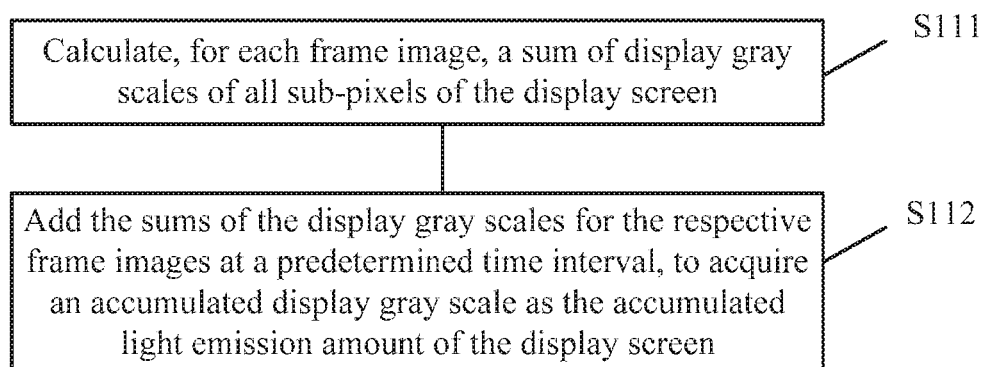 Calculate, for each frame image, a sum of display gray
scales of all sub-pixels of the display screen
S111
Add the sums of the display gray scales for the respective
frame images at a predetermined time interval, to acquire
an accumulated display gray scale as the accumulated
light emission amount of the display screen
S112